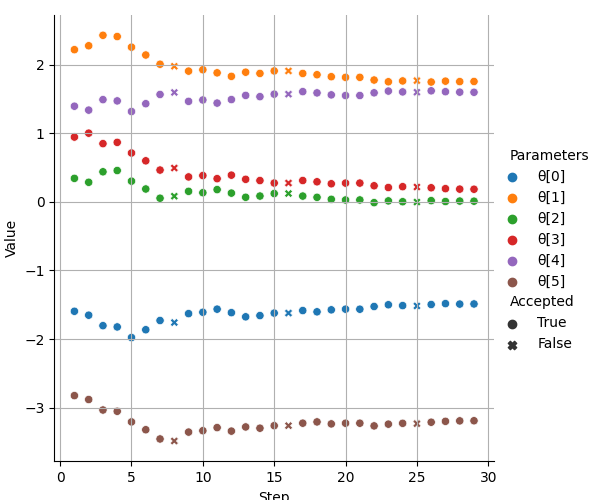 2
1
0
−1
−2
−3
Value
0
5
10
15
20
25
30
Step
Parameters
θ[0]
θ[1]
θ[2]
θ[3]
θ[4]
θ[5]
Accepted
True
False